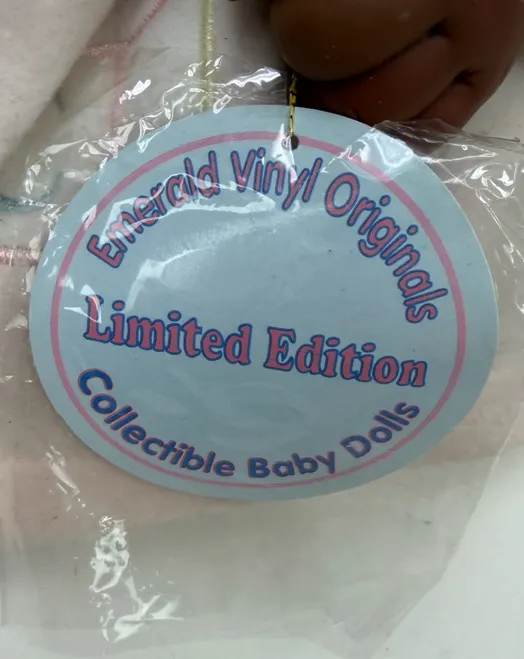 Emerald Vinyl Originals
Limited Edition
Collectible Baby Dolls